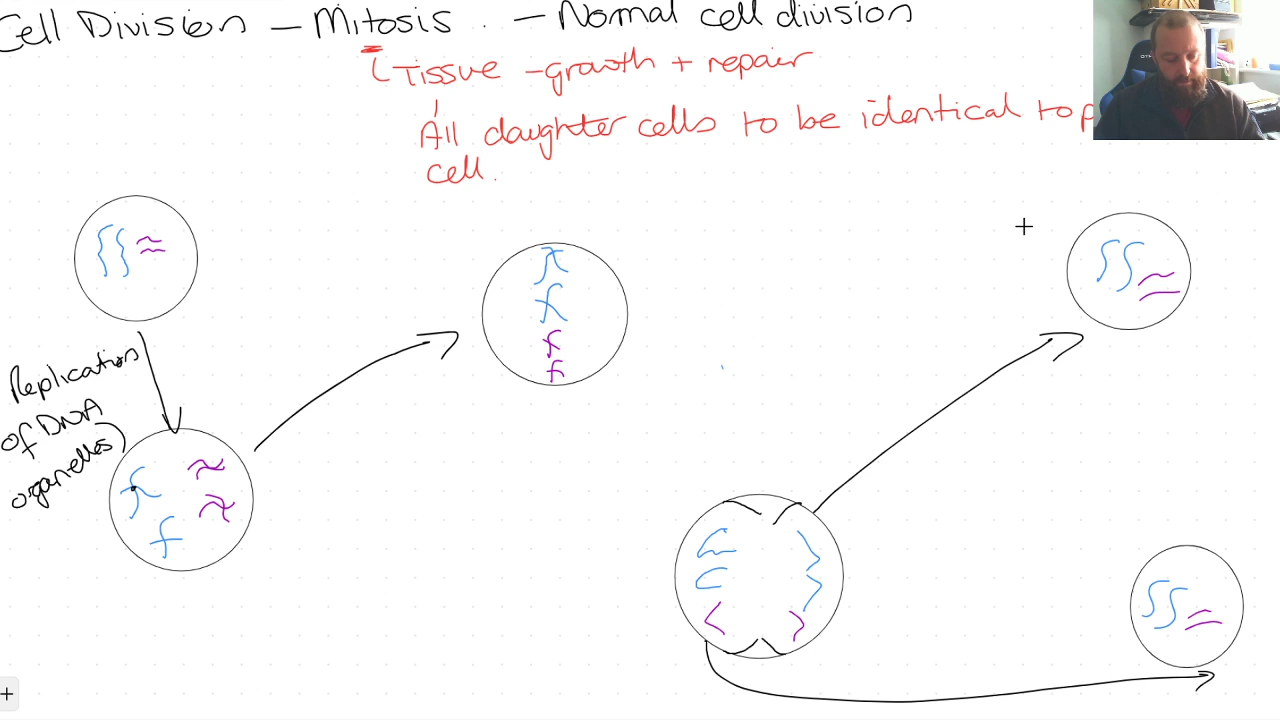 Cell Division - Mitosis - Normal cell division
Tissue - growth + repair
All daughter cells to be identical to p
cell.
Replication
of DNA
organelles